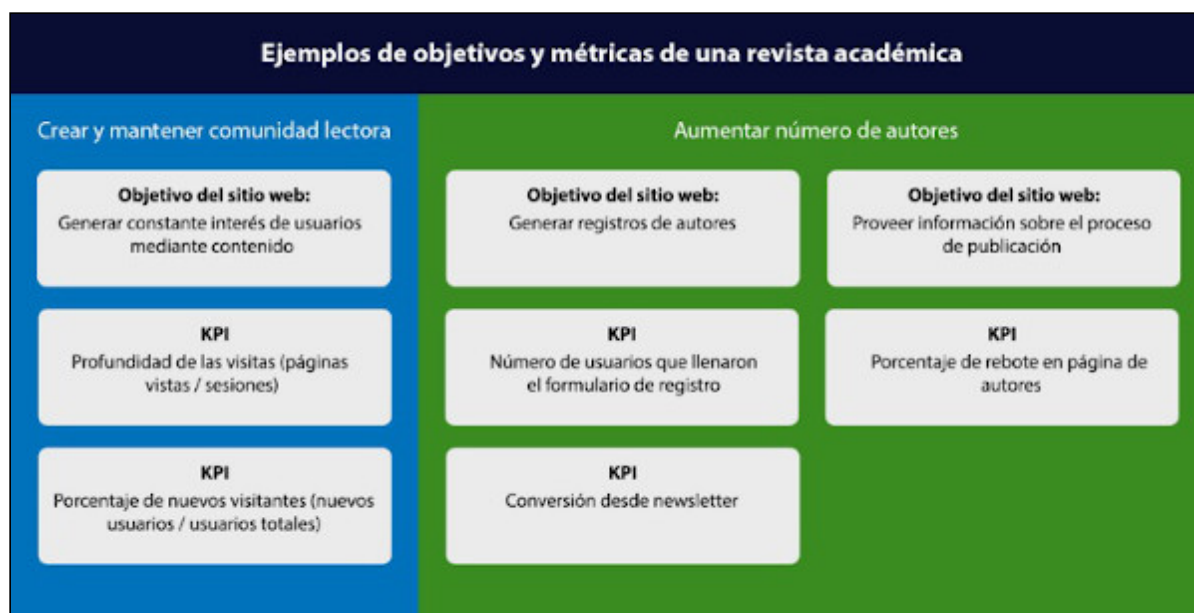 Ejemplos de objetivos y métricas de una revista académica
Crear y mantener comunidad lectora
Objetivo del sitio web:
Generar constante interés de usuarios
mediante contenido
KPI
Profundidad de las visitas (páginas
vistas / sesiones)
KPI
Porcentaje de nuevos visitantes (nuevos
usuarios / usuarios totales)
Aumentar número de autores
Objetivo del sitio web:
Generar registros de autores
KPI
Número de usuarios que llenaron
el formulario de registro
KPI
Conversión desde newsletter
Objetivo del sitio web:
Proveer información sobre el proceso
de publicación
KPI
Porcentaje de rebote en página de
autores